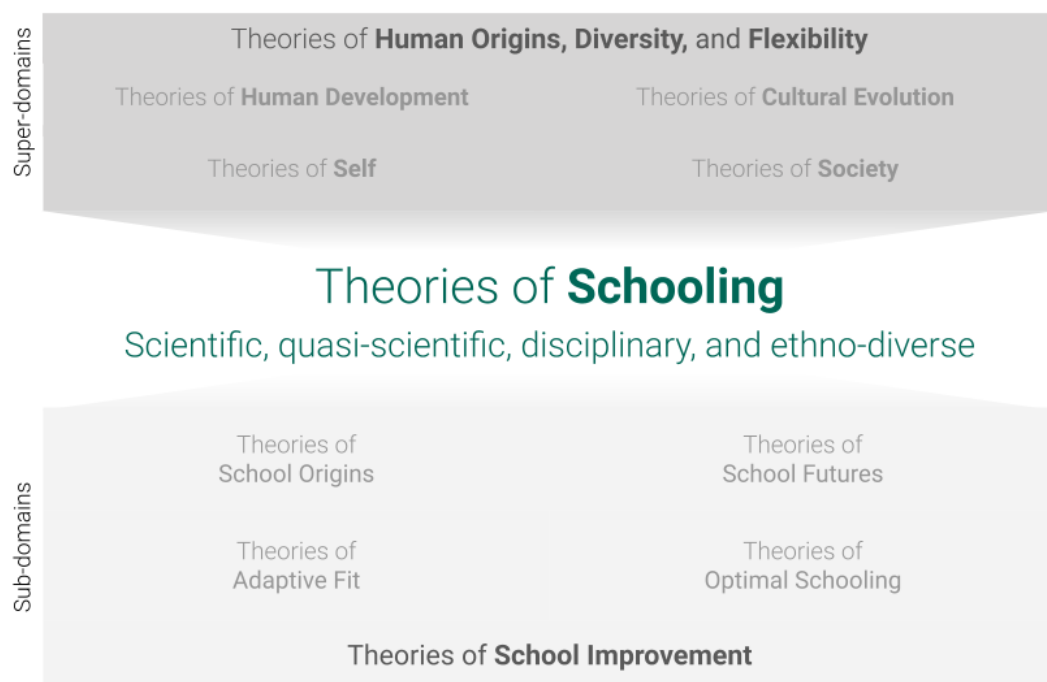 Super-domains
Theories of Human Origins, Diversity, and Flexibility
Theories of Human Development
Theories of Cultural Evolution
Theories of Self
Theories of Society
Theories of Schooling
Scientific, quasi-scientific, disciplinary, and ethno-diverse
Sub-domains
Theories of
School Origins
Theories of
School Futures
Theories of
Adaptive Fit
Theories of
Optimal Schooling
Theories of School Improvement